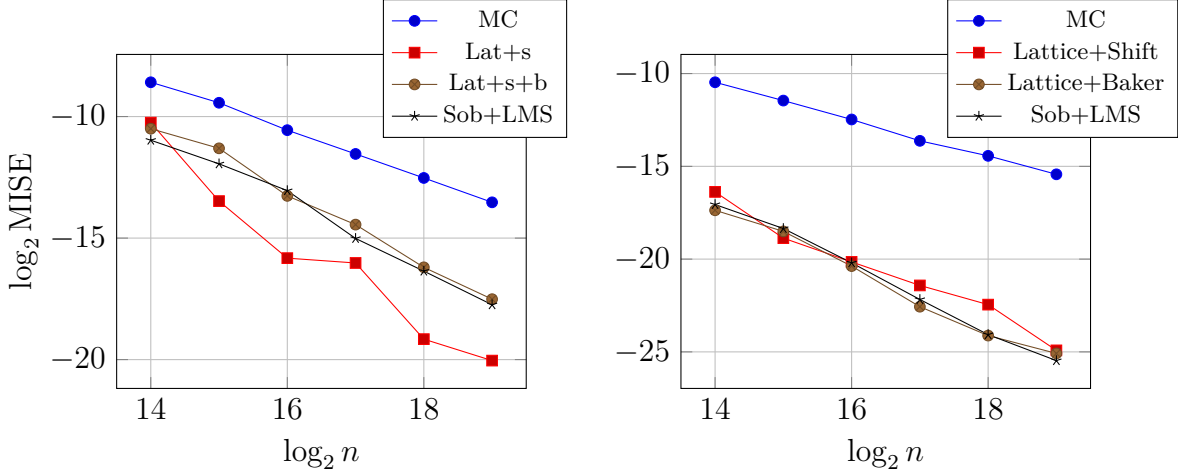 MC
Lat+s
Lat+s+b
Sob+LMS
−10
−15
−20
14
16
18
log₂ n
log₂ MISE
MC
Lattice+Shift
Lattice+Baker
Sob+LMS
−10
−15
−20
−25
14
16
18
log₂ n